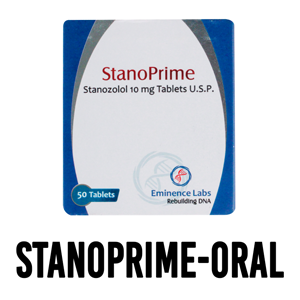 StanoPrime
Stanozolol 10 mg Tablets U.S.P.
50 Tablets
Eminence Labs
Rebuilding DNA
STANOPRIME-ORAL